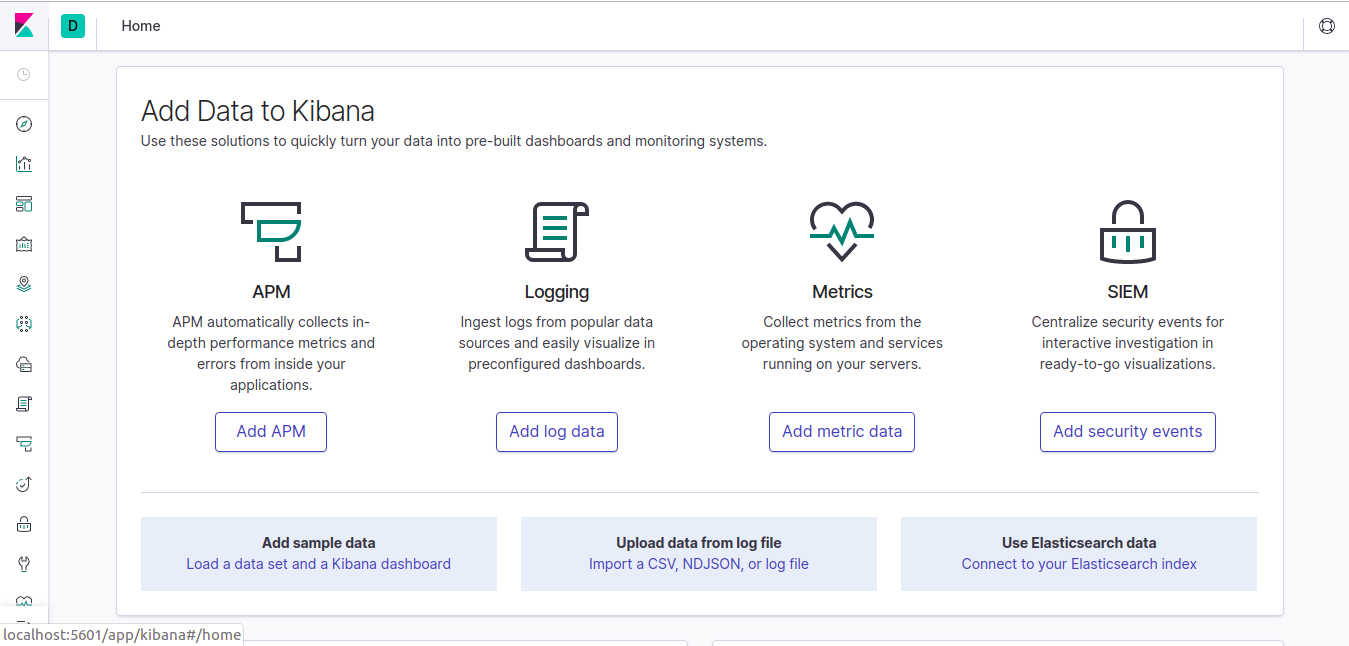 D
Home
Add Data to Kibana
Use these solutions to quickly turn your data into pre-built dashboards and monitoring systems.
APM
APM automatically collects in-
depth performance metrics and
errors from inside your
applications.
Add APM
Logging
Ingest logs from popular data
sources and easily visualize in
preconfigured dashboards.
Add log data
Metrics
Collect metrics from the
operating system and services
running on your servers.
Add metric data
SIEM
Centralize security events for
interactive investigation in
ready-to-go visualizations.
Add security events
Add sample data
Load a data set and a Kibana dashboard
Upload data from log file
Import a CSV, NDJSON, or log file
Use Elasticsearch data
Connect to your Elasticsearch index
localhost:5601/app/kibana#/home